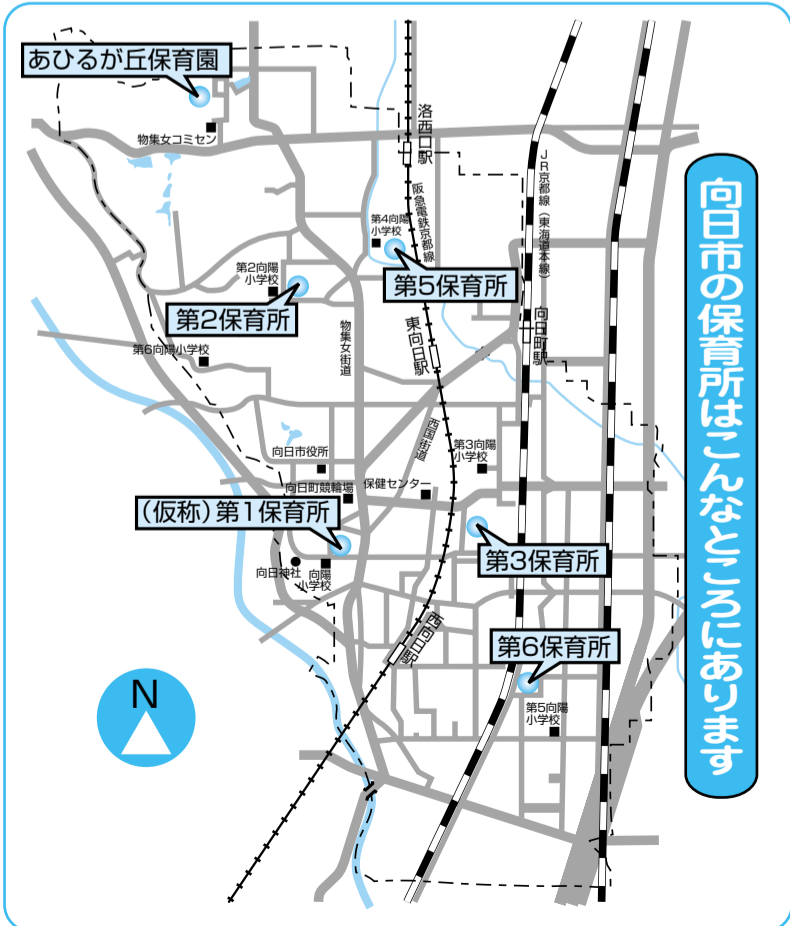 向日市の保育所はこんなところにあります
あひるが丘保育園
物集女コミセン
洛西口駅
阪急電鉄京都線
JR京都線（東海道本線）
第4向陽
小学校
第5保育所
第2向陽
小学校
第2保育所
物集女街道
東向日駅
向日町駅
第6向陽小学校
西国街道
向日市役所
第3向陽
小学校
向日町競輪場
保健センター
（仮称）第1保育所
第3保育所
向日神社
向陽
小学校
西向日駅
第6保育所
第5向陽
小学校
N